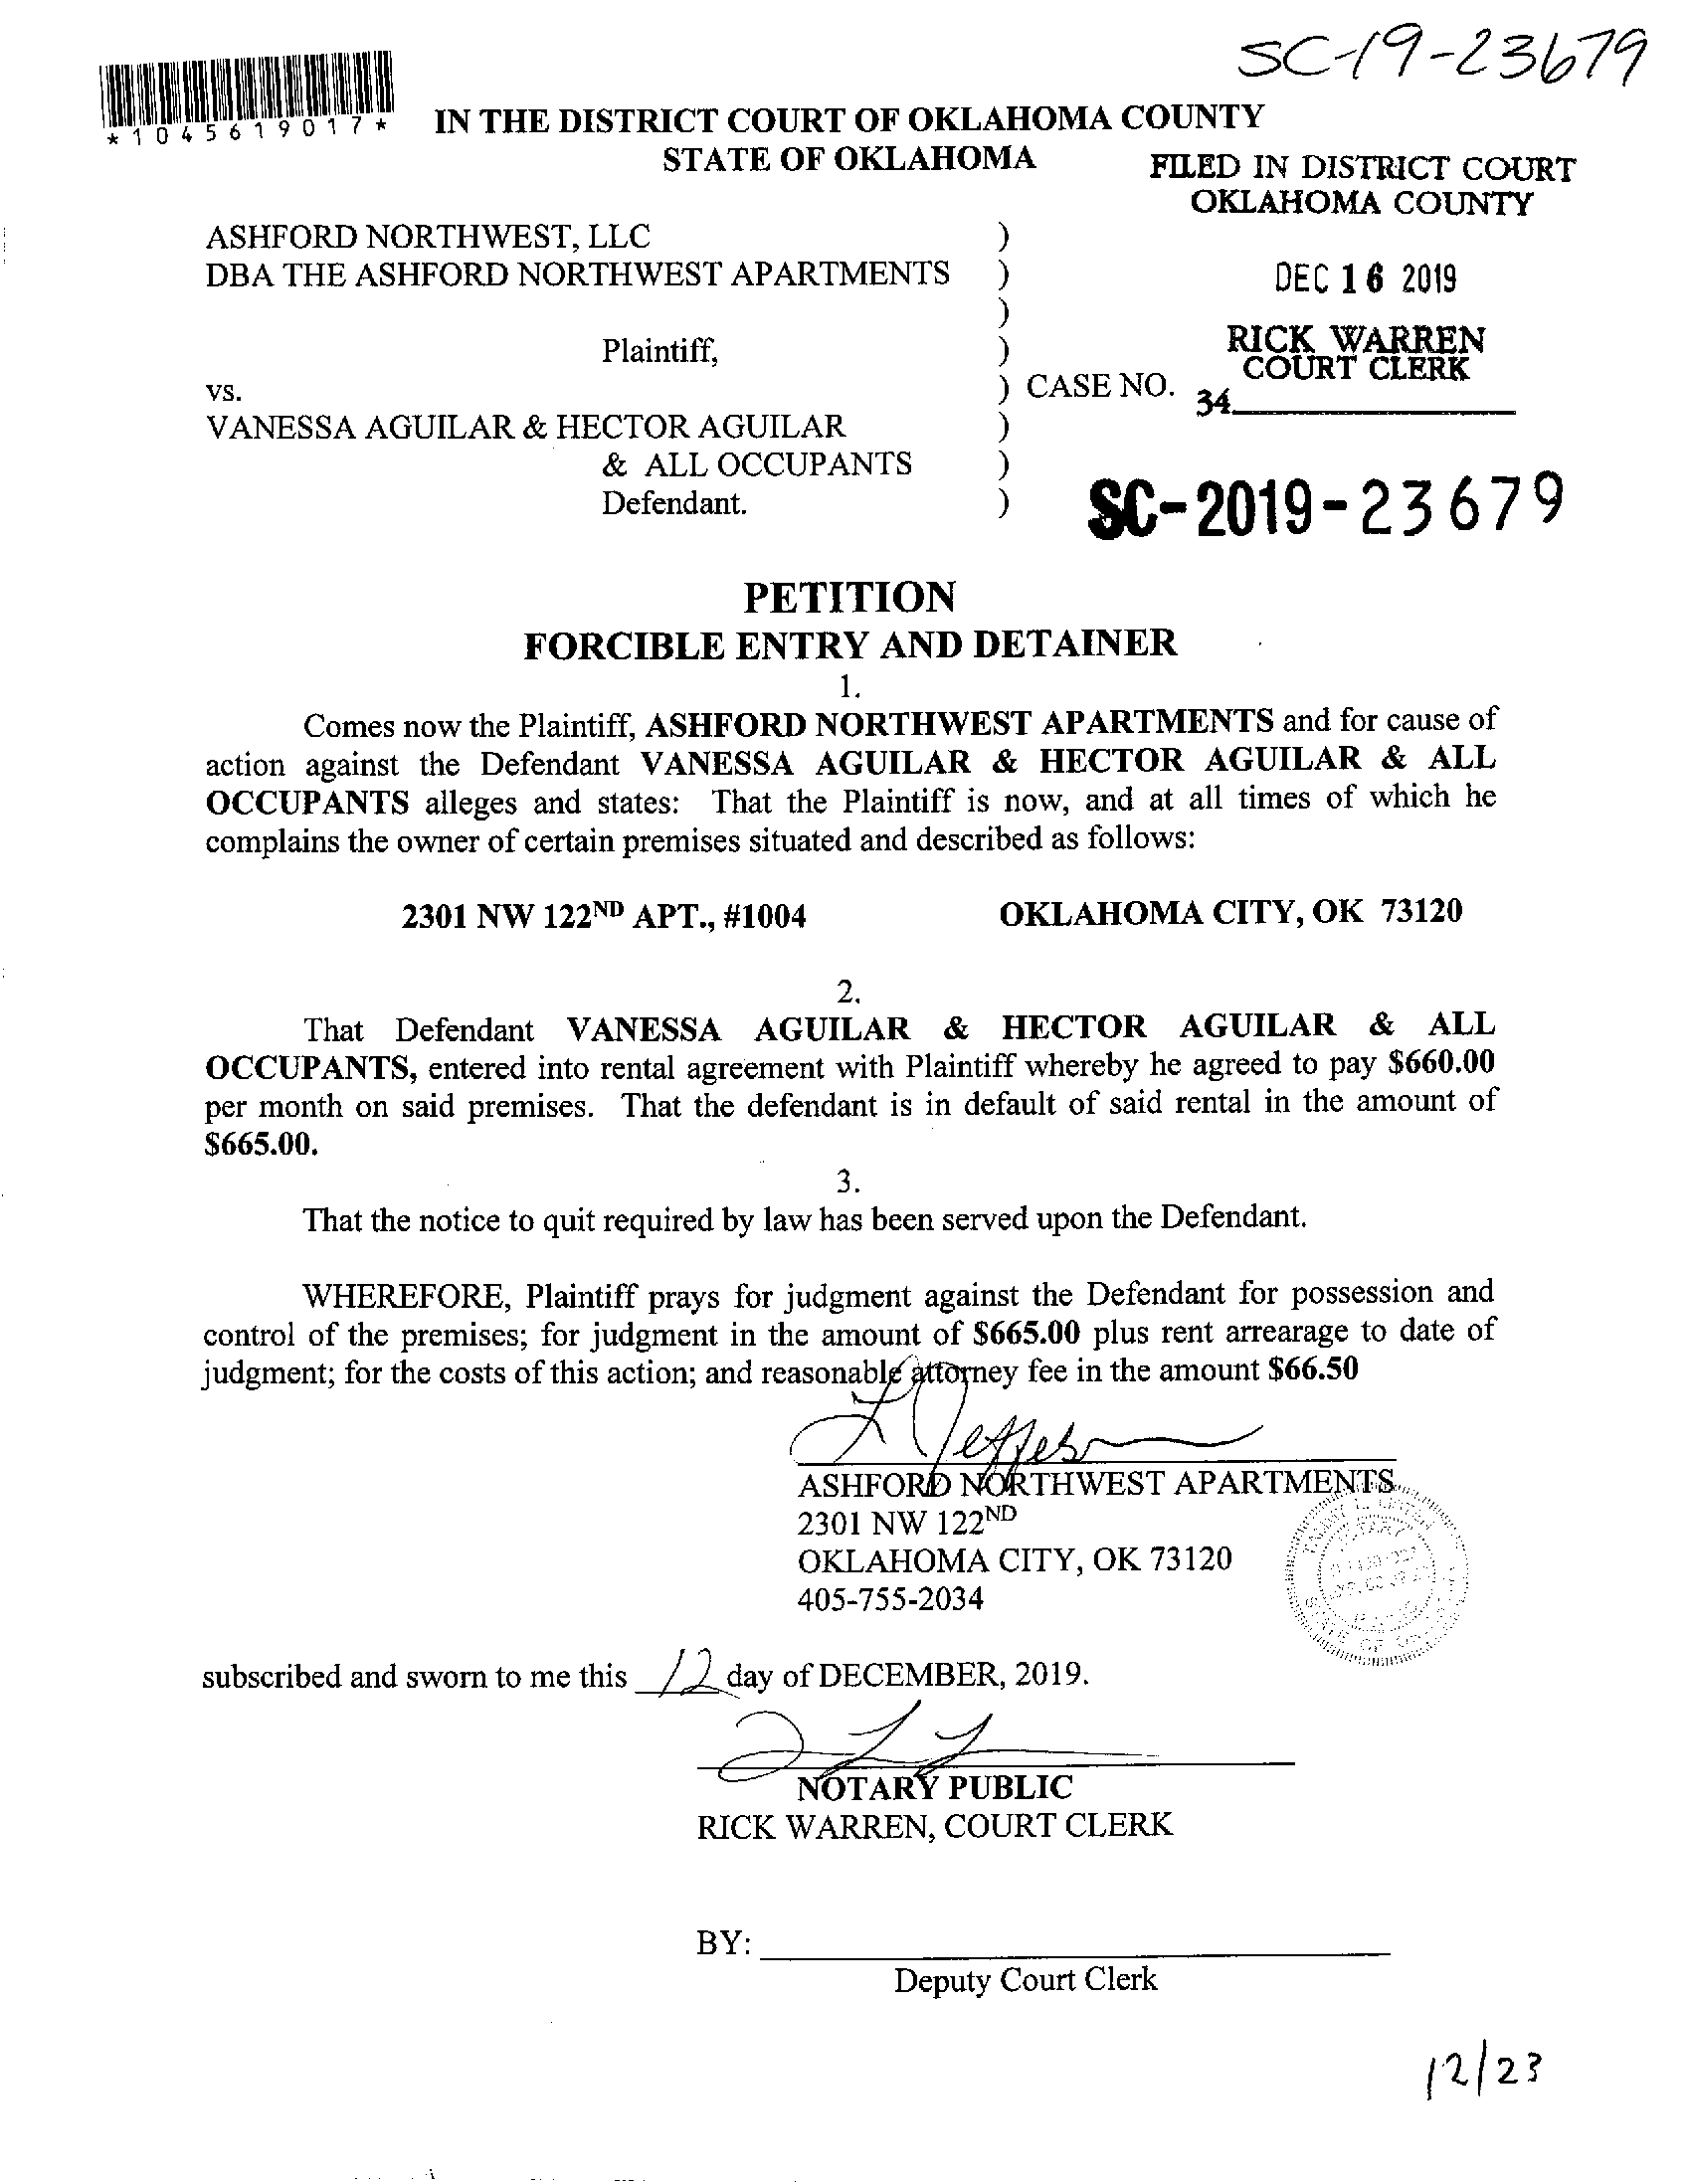 SC-19-23679
*1045619017*
IN THE DISTRICT COURT OF OKLAHOMA COUNTY
STATE OF OKLAHOMA
FILED IN DISTRICT COURT
OKLAHOMA COUNTY
ASHFORD NORTHWEST, LLC )
DBA THE ASHFORD NORTHWEST APARTMENTS )
DEC 16 2019
)
Plaintiff, )
RICK WARREN
COURT CLERK
vs. ) CASE NO. 34
VANESSA AGUILAR & HECTOR AGUILAR )
& ALL OCCUPANTS )
Defendant. )
SC-2019-23679
PETITION
FORCIBLE ENTRY AND DETAINER
1.
Comes now the Plaintiff, ASHFORD NORTHWEST APARTMENTS and for cause of
action against the Defendant VANESSA AGUILAR & HECTOR AGUILAR & ALL
OCCUPANTS alleges and states: That the Plaintiff is now, and at all times of which he
complains the owner of certain premises situated and described as follows:
2301 NW 122ND APT., #1004 OKLAHOMA CITY, OK 73120
2.
That Defendant VANESSA AGUILAR & HECTOR AGUILAR & ALL
OCCUPANTS, entered into rental agreement with Plaintiff whereby he agreed to pay $660.00
per month on said premises. That the defendant is in default of said rental in the amount of
$665.00.
3.
That the notice to quit required by law has been served upon the Defendant.
WHEREFORE, Plaintiff prays for judgment against the Defendant for possession and
control of the premises; for judgment in the amount of $665.00 plus rent arrearage to date of
judgment; for the costs of this action; and reasonable attorney fee in the amount $66.50
ASHFORD NORTHWEST APARTMENTS
2301 NW 122ND
OKLAHOMA CITY, OK 73120
405-755-2034
subscribed and sworn to me this 12 day of DECEMBER, 2019.
NOTARY PUBLIC
RICK WARREN, COURT CLERK
BY:
Deputy Court Clerk
12/23